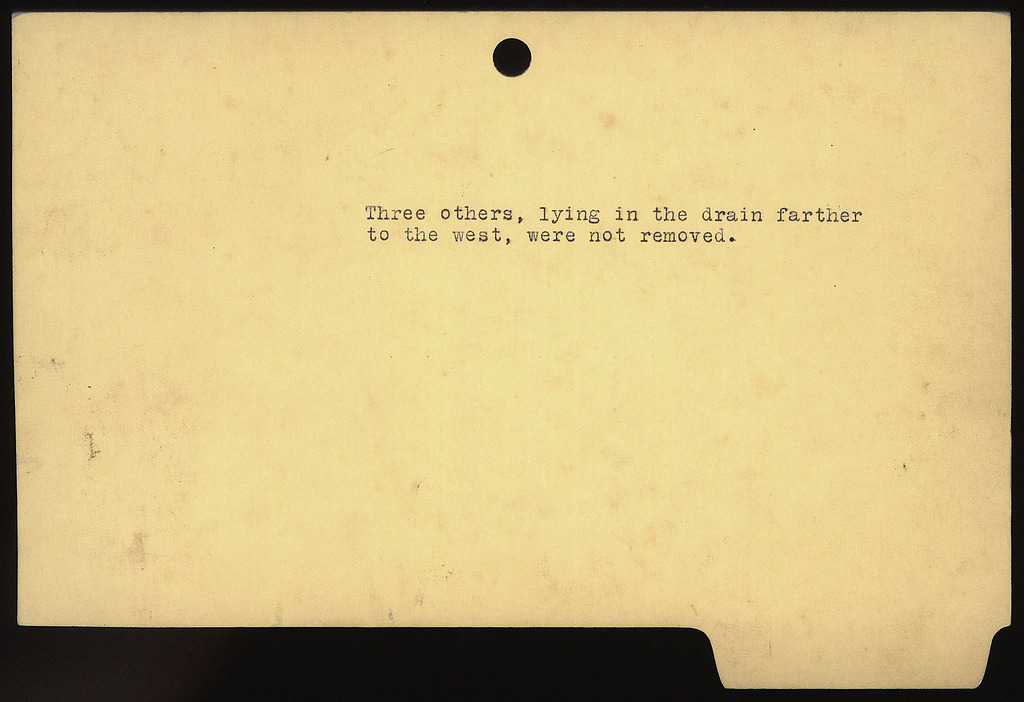 Three others, lying in the drain farther
to the west, were not removed.